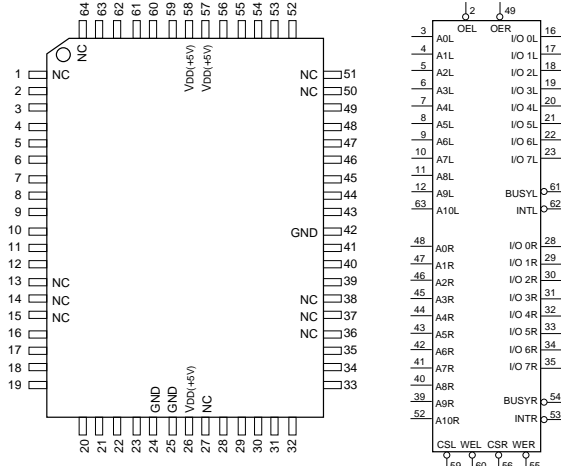 64 63 62 61 60 59 58 57 56 55 54 53 52
NC
VDD(+5V)
VDD(+5V)
1 NC
2
3
4
5
6
7
8
9
10
11
12
13 NC
14 NC
15 NC
16
17
18
19
NC 51
NC 50
49
48
47
46
45
44
43
GND 42
41
40
39
NC 38
NC 37
NC 36
35
34
33
GND
GND
VDD(+5V)
NC
20 21 22 23 24 25 26 27 28 29 30 31 32
2 49
OEL OER
3 A0L I/O 0L 16
4 A1L I/O 1L 17
5 A2L I/O 2L 18
6 A3L I/O 3L 19
7 A4L I/O 4L 20
8 A5L I/O 5L 21
9 A6L I/O 6L 22
10 A7L I/O 7L 23
11 A8L
12 A9L BUSYL 61
63 A10L INTL 62
48 A0R I/O 0R 28
47 A1R I/O 1R 29
46 A2R I/O 2R 30
45 A3R I/O 3R 31
44 A4R I/O 4R 32
43 A5R I/O 5R 33
42 A6R I/O 6R 34
41 A7R I/O 7R 35
40 A8R
39 A9R BUSYR 54
52 A10R INTR 53
CSL WEL CSR WER
59 60 56 55